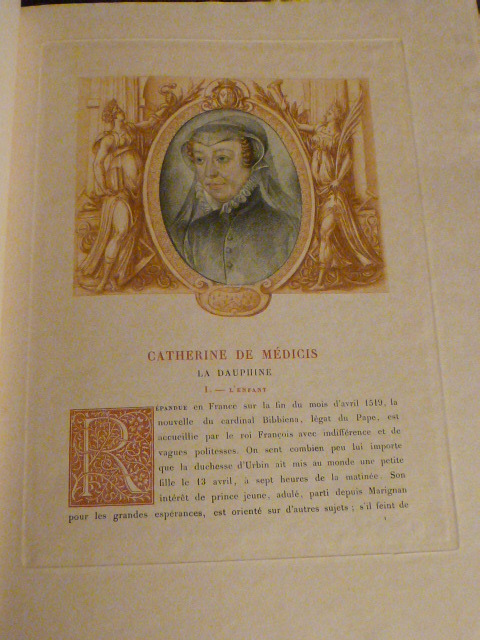 CATHERINE DE MÉDICIS
LA DAUPHINE
I. — L'ENFANT
RÉPANDUE en France sur la fin du mois d'avril 1519, la
nouvelle du cardinal Bibbiena, légat du Pape, est
accueillie par le roi François avec indifférence et de
vagues politesses. On sent combien peu lui importe
que la duchesse d'Urbin ait mis au monde une petite
fille le 13 avril, à sept heures de la matinée. Son
intérêt de prince jeune, adulé, parti depuis Marignan
pour les grandes espérances, est orienté sur d'autres sujets ; s'il feint de